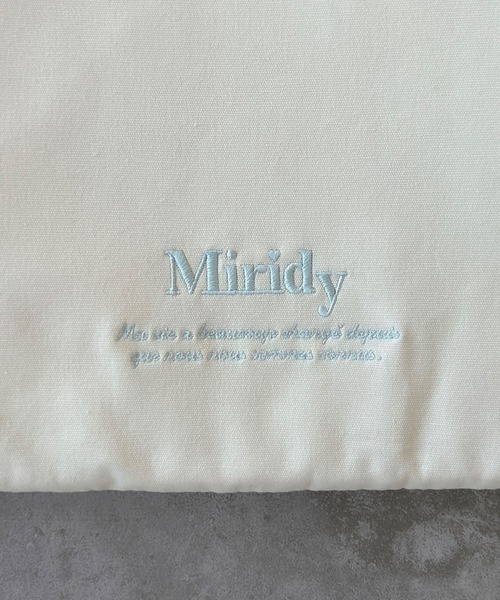 Miridy
Ma vie a beaucoup changé depuis
que nous nous sommes connus.